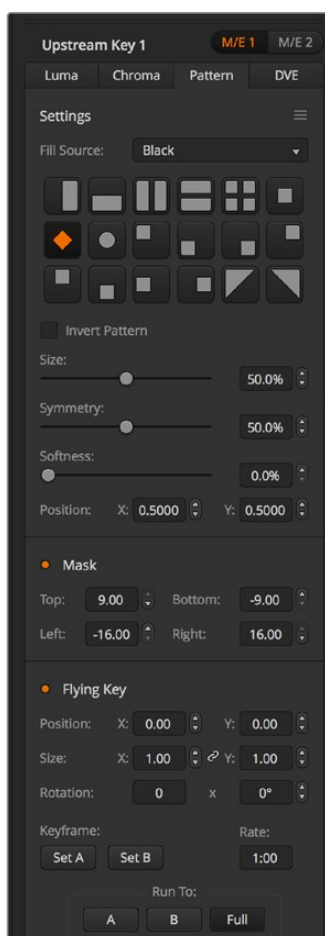 Upstream Key 1 M/E 1 M/E 2
Luma Chroma Pattern DVE
Settings
Fill Source: Black
Invert Pattern
Size:
50.0%
Symmetry:
50.0%
Softness:
0.0%
Position: X: 0.5000 Y: 0.5000
Mask
Top: 9.00 Bottom: -9.00
Left: -16.00 Right: 16.00
Flying Key
Position: X: 0.00 Y: 0.00
Size: X: 1.00 Y: 1.00
Rotation: 0 x 0°
Keyframe: Rate:
Set A Set B 1:00
Run To:
A B Full